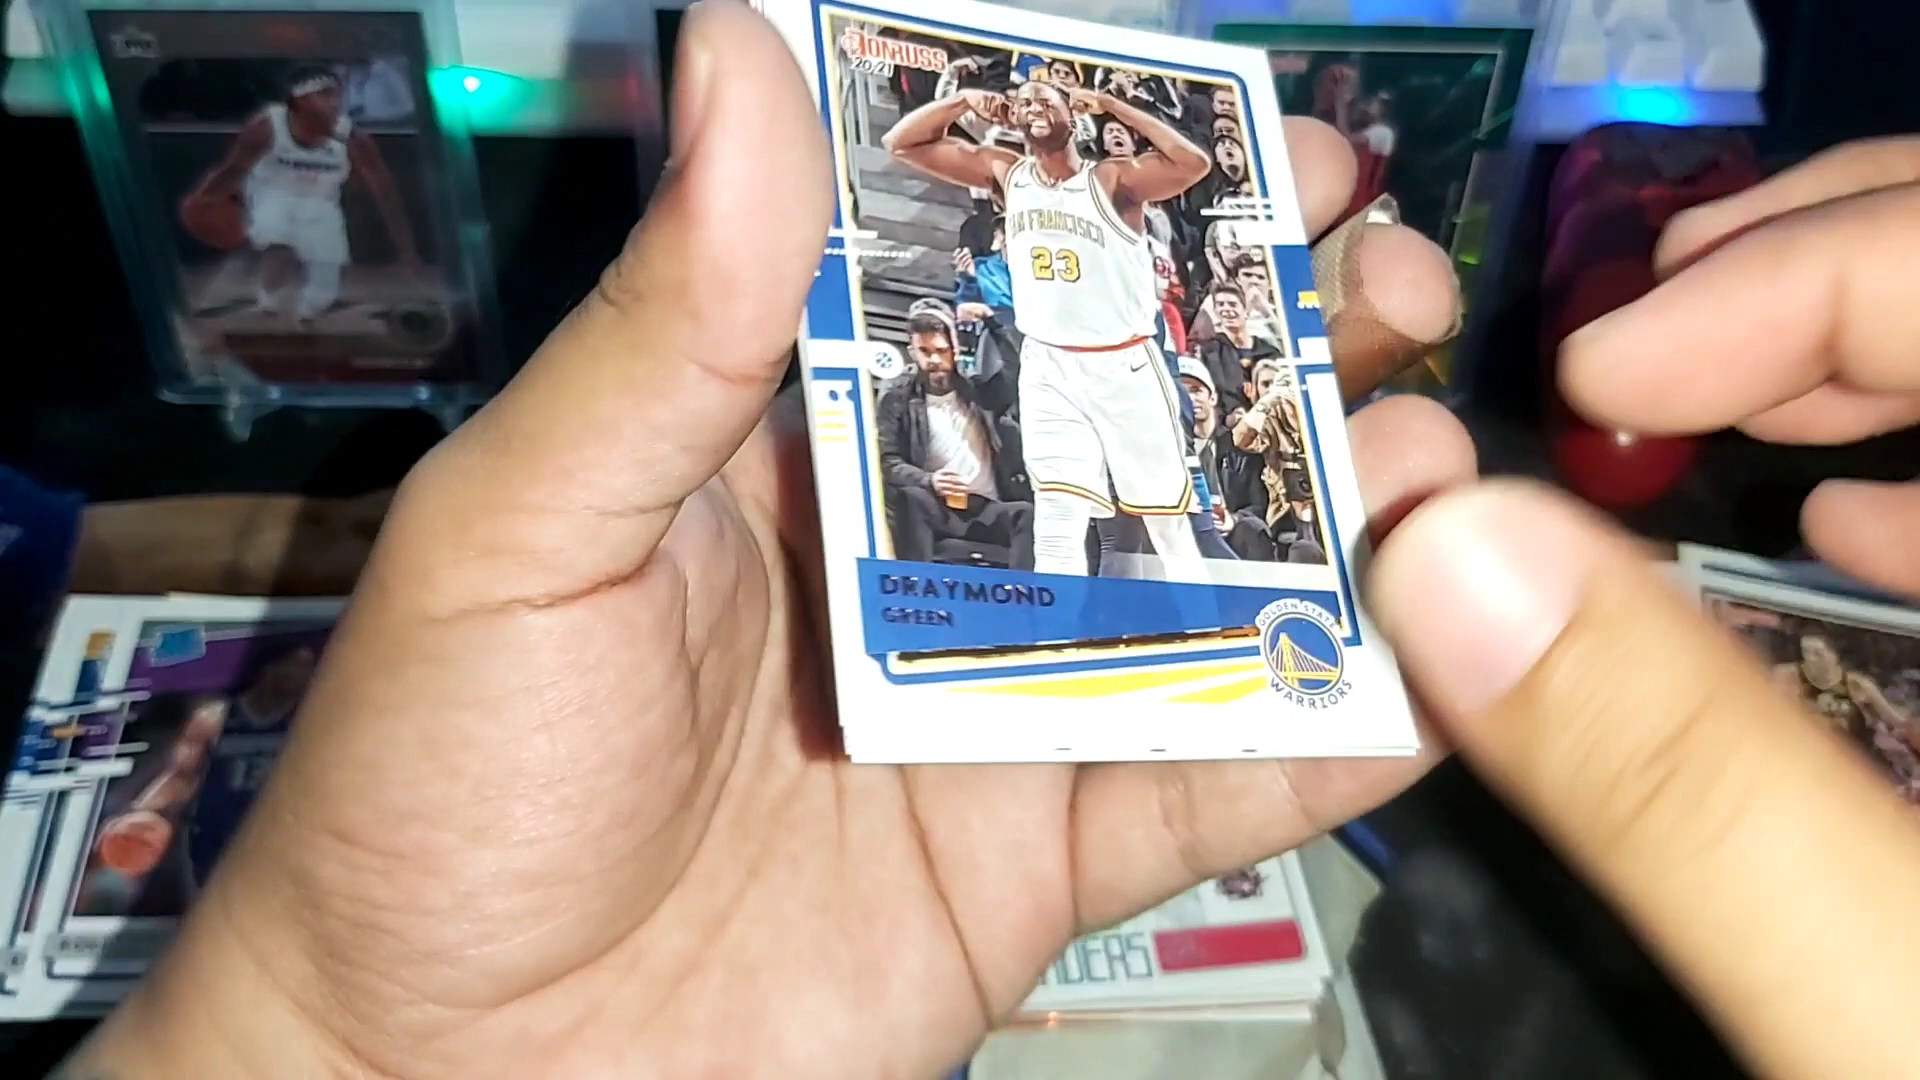 DONRUSS
20-21
SAN FRANCISCO
23
DRAYMOND
GREEN
GOLDEN STATE
WARRIORS